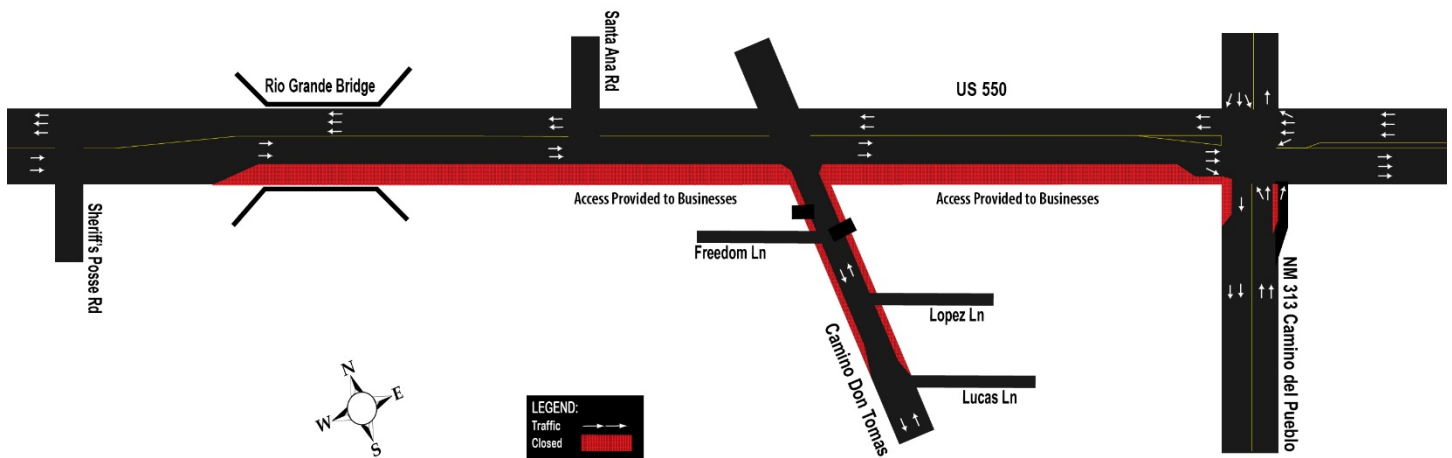 Santa Ana Rd
Rio Grande Bridge
US 550
Access Provided to Businesses
Access Provided to Businesses
Sheriff's Posse Rd
Freedom Ln
Lopez Ln
Camino Don Tomas
Lucas Ln
NM 313 Camino del Pueblo
N
W
E
S
LEGEND:
Traffic
Closed